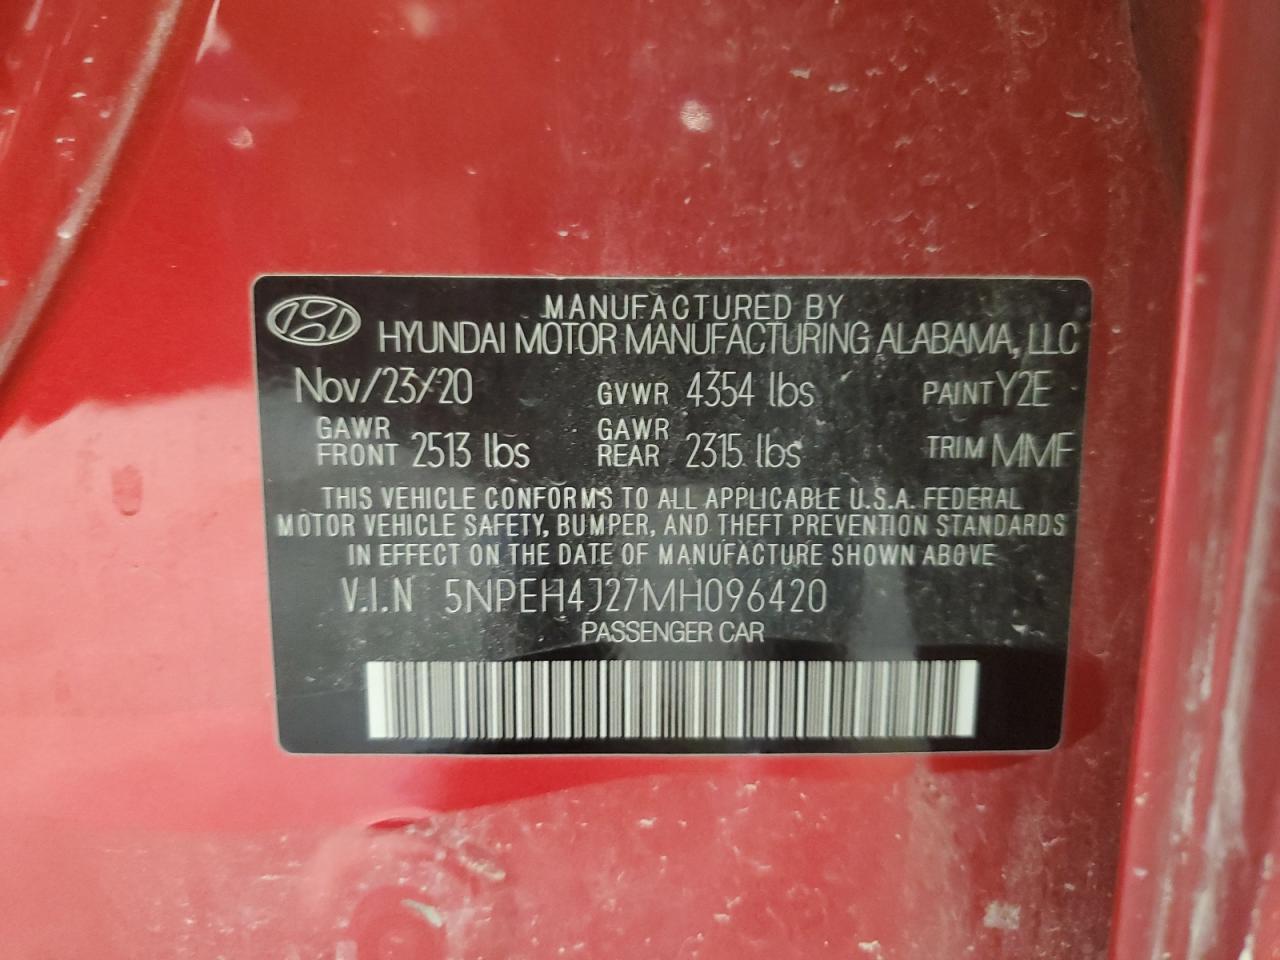 MANUFACTURED BY
HYUNDAI MOTOR MANUFACTURING ALABAMA, LLC
Nov/23/20 GVWR 4354 lbs PAINT Y2E
GAWR FRONT 2513 lbs GAWR REAR 2315 lbs TRIM MMF
THIS VEHICLE CONFORMS TO ALL APPLICABLE U.S.A. FEDERAL
MOTOR VEHICLE SAFETY, BUMPER, AND THEFT PREVENTION STANDARDS
IN EFFECT ON THE DATE OF MANUFACTURE SHOWN ABOVE
V.I.N 5NPEH4J27MH096420
PASSENGER CAR